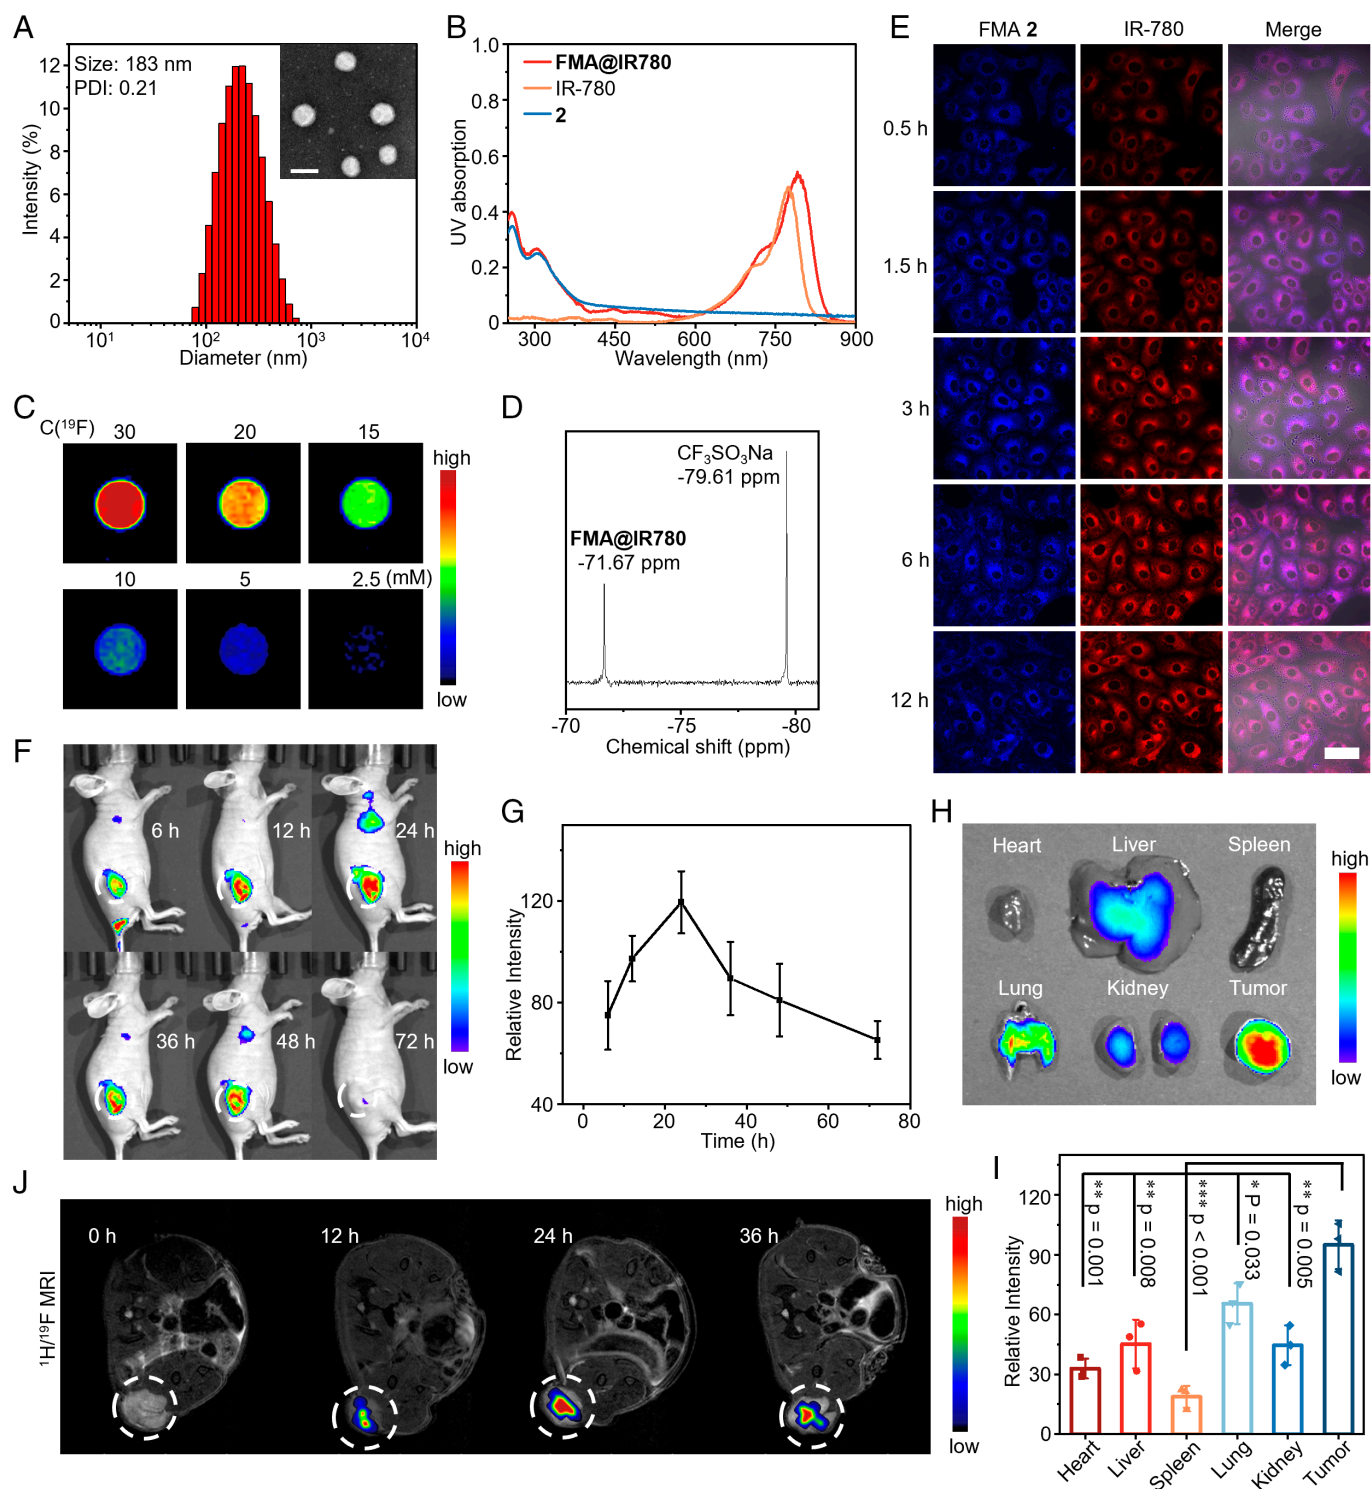 A
Size: 183 nm
PDI: 0.21
12
10
8
6
4
2
0
Intensity (%)
10¹
10²
10³
10⁴
Diameter (nm)
B
1.0
0.8
0.6
0.4
0.2
0
UV absorption
FMA@IR780
IR-780
2
300
450
600
750
900
Wavelength (nm)
C
C(¹⁹F)
30
20
15
10
5
2.5 (mM)
high
low
D
CF₃SO₃Na
-79.61 ppm
FMA@IR780
-71.67 ppm
-70
-75
-80
Chemical shift (ppm)
E
FMA 2
IR-780
Merge
0.5 h
1.5 h
3 h
6 h
12 h
F
6 h
12 h
24 h
36 h
48 h
72 h
high
low
G
120
80
40
Relative Intensity
0
20
40
60
80
Time (h)
H
Heart
Liver
Spleen
Lung
Kidney
Tumor
high
low
I
120
90
60
30
0
Relative Intensity
*** p = 0.001
*** p = 0.008
*** p < 0.001
* P = 0.033
*** p = 0.005
Heart
Liver
Spleen
Lung
Kidney
Tumor
J
¹H/¹⁹F MRI
0 h
12 h
24 h
36 h
high
low